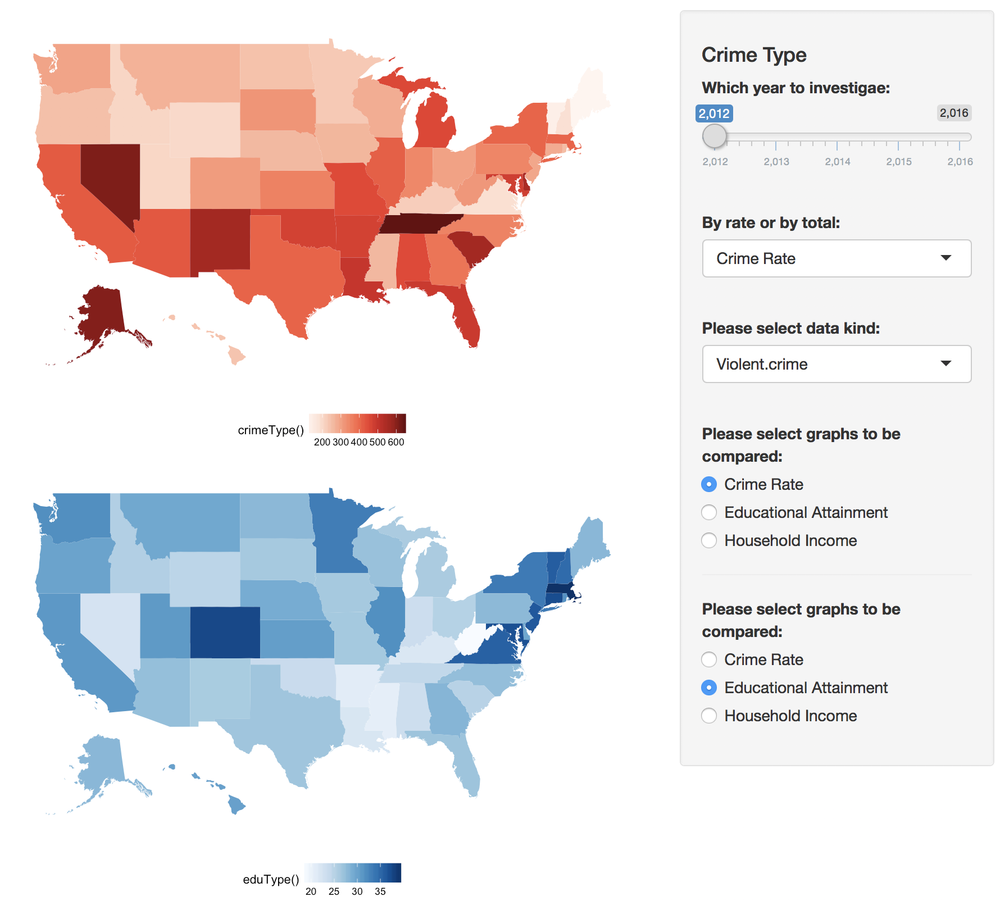 crimeType()
200 300 400 500 600
eduType()
20 25 30 35
Crime Type
Which year to investigae:
2,012 2,016
2,012 2,013 2,014 2,015 2,016
By rate or by total:
Crime Rate
Please select data kind:
Violent.crime
Please select graphs to be
compared:
Crime Rate
Educational Attainment
Household Income
Please select graphs to be
compared:
Crime Rate
Educational Attainment
Household Income